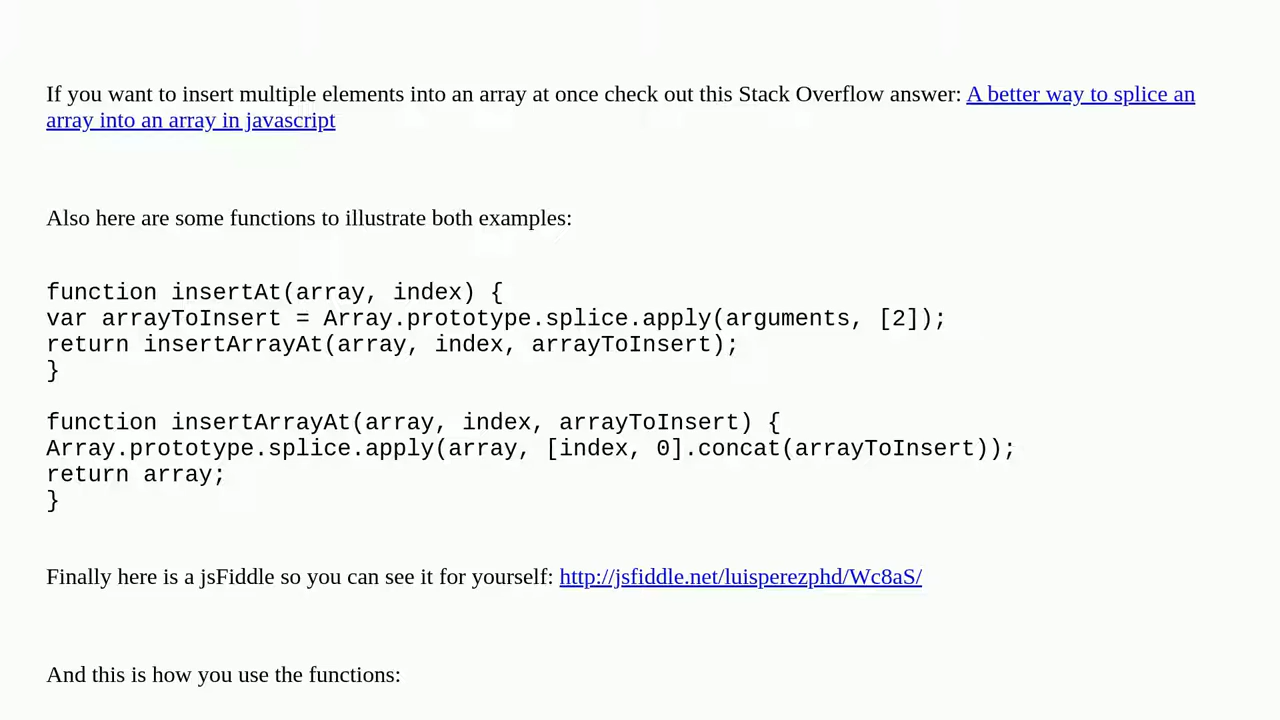 If you want to insert multiple elements into an array at once check out this Stack Overflow answer: A better way to splice an
array into an array in javascript
Also here are some functions to illustrate both examples:
function insertAt(array, index) {
var arrayToInsert = Array.prototype.splice.apply(arguments, [2]);
return insertArrayAt(array, index, arrayToInsert);
}
function insertArrayAt(array, index, arrayToInsert) {
Array.prototype.splice.apply(array, [index, 0].concat(arrayToInsert));
return array;
}
Finally here is a jsFiddle so you can see it for yourself: http://jsfiddle.net/luisperezphd/Wc8aS/
And this is how you use the functions: